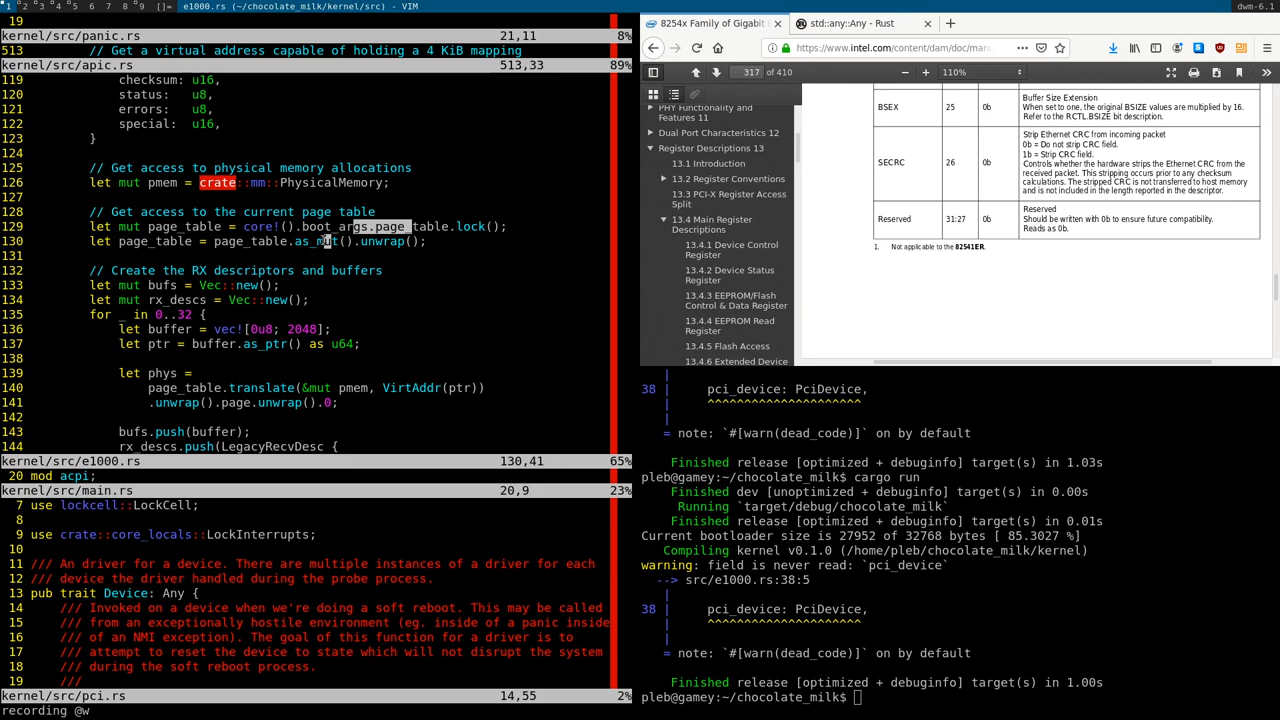 1 2 3 4 5 6 7 8 9 []= e1000.rs (~/chocolate_milk/kernel/src) - VIM
dwm-6.1
19
kernel/src/panic.rs 21,11 8%
513 // Get a virtual address capable of holding a 4 KiB mapping
kernel/src/apic.rs 513,33 89%
119 checksum: u16,
120 status: u8,
121 errors: u8,
122 special: u16,
123 }
124
125 // Get access to physical memory allocations
126 let mut pmem = crate::mm::PhysicalMemory;
127
128 // Get access to the current page table
129 let mut page_table = core!().boot_args.page_table.lock();
130 let page_table = page_table.as_mut().unwrap();
131
132 // Create the RX descriptors and buffers
133 let mut bufs = Vec::new();
134 let mut rx_descs = Vec::new();
135 for _ in 0..32 {
136 let buffer = vec![0u8; 2048];
137 let ptr = buffer.as_ptr() as u64;
138
139 let phys =
140 page_table.translate(&mut pmem, VirtAddr(ptr))
141 .unwrap().page.unwrap().0;
142
143 bufs.push(buffer);
144 rx_descs.push(LegacyRecvDesc {
kernel/src/e1000.rs 130,41 65%
20 mod acpi;
kernel/src/main.rs 20,9 23%
7 use lockcell::LockCell;
8
9 use crate::core_locals::LockInterrupts;
10
11 /// An driver for a device. There are multiple instances of a driver for each
12 /// device the driver handled during the probe process.
13 pub trait Device: Any {
14 /// Invoked on a device when we're doing a soft reboot. This may be called
15 /// from an exceptionally hostile environment (eg. inside of a panic inside
16 /// of an NMI exception). The goal of this function for a driver is to
17 /// attempt to reset the device to state which will not disrupt the system
18 /// during the soft reboot process.
19 ///
kernel/src/pci.rs 14,55 2%
recording @w
8254x Family of Gigabit
std::any::Any - Rust
https://www.intel.com/content/dam/doc/man
317 of 410
110%
PHY Functionality and
Features 11
Dual Port Characteristics 12
Register Descriptions 13
13.1 Introduction
13.2 Register Conventions
13.3 PCI-X Register Access
Split
13.4 Main Register
Descriptions
13.4.1 Device Control
Register
13.4.2 Device Status
Register
13.4.3 EEPROM/Flash
Control & Data Register
13.4.4 EEPROM Read
Register
13.4.5 Flash Access
13.4.6 Extended Device
BSEX 25 0b
Buffer Size Extension
When set to one, the original BSIZE values are multiplied by 16.
Refer to the RCTL.BSIZE bit description.
SECRC 26 0b
Strip Ethernet CRC from incoming packet
0b = Do not strip CRC field.
1b = Strip CRC field.
Controls whether the hardware strips the Ethernet CRC from the
received packet. This stripping occurs prior to any checksum
calculations. The stripped CRC is not transferred to host memory
and is not included in the length reported in the descriptor.
Reserved 31:27 0b
Reserved
Should be written with 0b to ensure future compatibility.
Reads as 0b.
1. Not applicable to the 82541ER.
|
38 | pci_device: PciDevice,
| ^^^^^^^^^^^^^^^^^^^^^
|
= note: `#[warn(dead_code)]` on by default
Finished release [optimized + debuginfo] target(s) in 1.03s
pleb@gamey:~/chocolate_milk$ cargo run
Finished dev [unoptimized + debuginfo] target(s) in 0.00s
Running `target/debug/chocolate_milk`
Finished release [optimized + debuginfo] target(s) in 0.01s
Current bootloader size is 27952 of 32768 bytes [ 85.3027 %]
Compiling kernel v0.1.0 (/home/pleb/chocolate_milk/kernel)
warning: field is never read: `pci_device`
--> src/e1000.rs:38:5
|
38 | pci_device: PciDevice,
| ^^^^^^^^^^^^^^^^^^^^^
|
= note: `#[warn(dead_code)]` on by default
Finished release [optimized + debuginfo] target(s) in 1.00s
pleb@gamey:~/chocolate_milk$